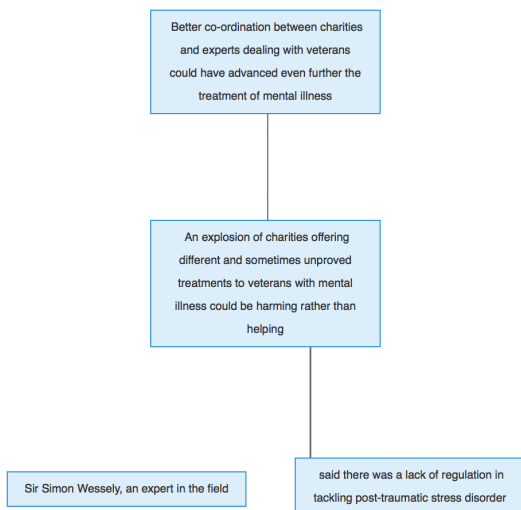 Better co-ordination between charities
and experts dealing with veterans
could have advanced even further the
treatment of mental illness
An explosion of charities offering
different and sometimes unproved
treatments to veterans with mental
illness could be harming rather than
helping
Sir Simon Wessely, an expert in the field
said there was a lack of regulation in
tackling post-traumatic stress disorder